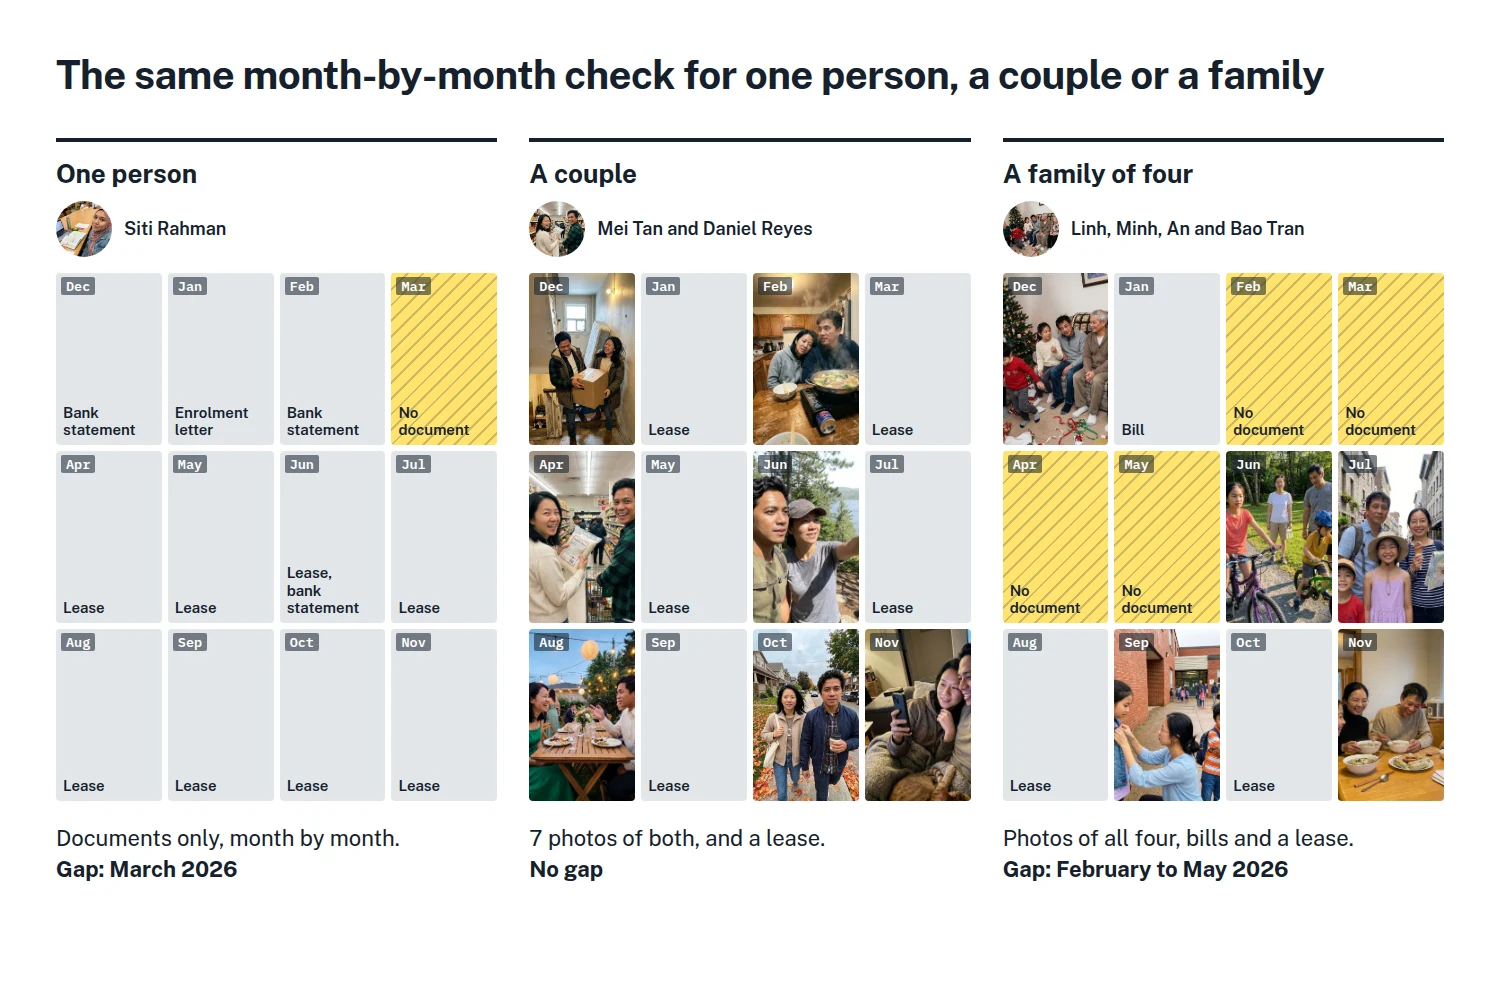 The same month-by-month check for one person, a couple or a family
One person
Siti Rahman
Dec
Bank
statement
Jan
Enrolment
letter
Feb
Bank
statement
Mar
No
document
Apr
Lease
May
Lease
Jun
Lease,
bank
statement
Jul
Lease
Aug
Lease
Sep
Lease
Oct
Lease
Nov
Lease
Documents only, month by month.
Gap: March 2026
A couple
Mei Tan and Daniel Reyes
Dec
Jan
Lease
Feb
Mar
Lease
Apr
May
Lease
Jun
Jul
Lease
Aug
Sep
Lease
Oct
Nov
7 photos of both, and a lease.
No gap
A family of four
Linh, Minh, An and Bao Tran
Dec
Jan
Bill
Feb
No
document
Mar
No
document
Apr
No
document
May
No
document
Jun
Jul
Aug
Lease
Sep
Oct
Lease
Nov
Photos of all four, bills and a lease.
Gap: February to May 2026